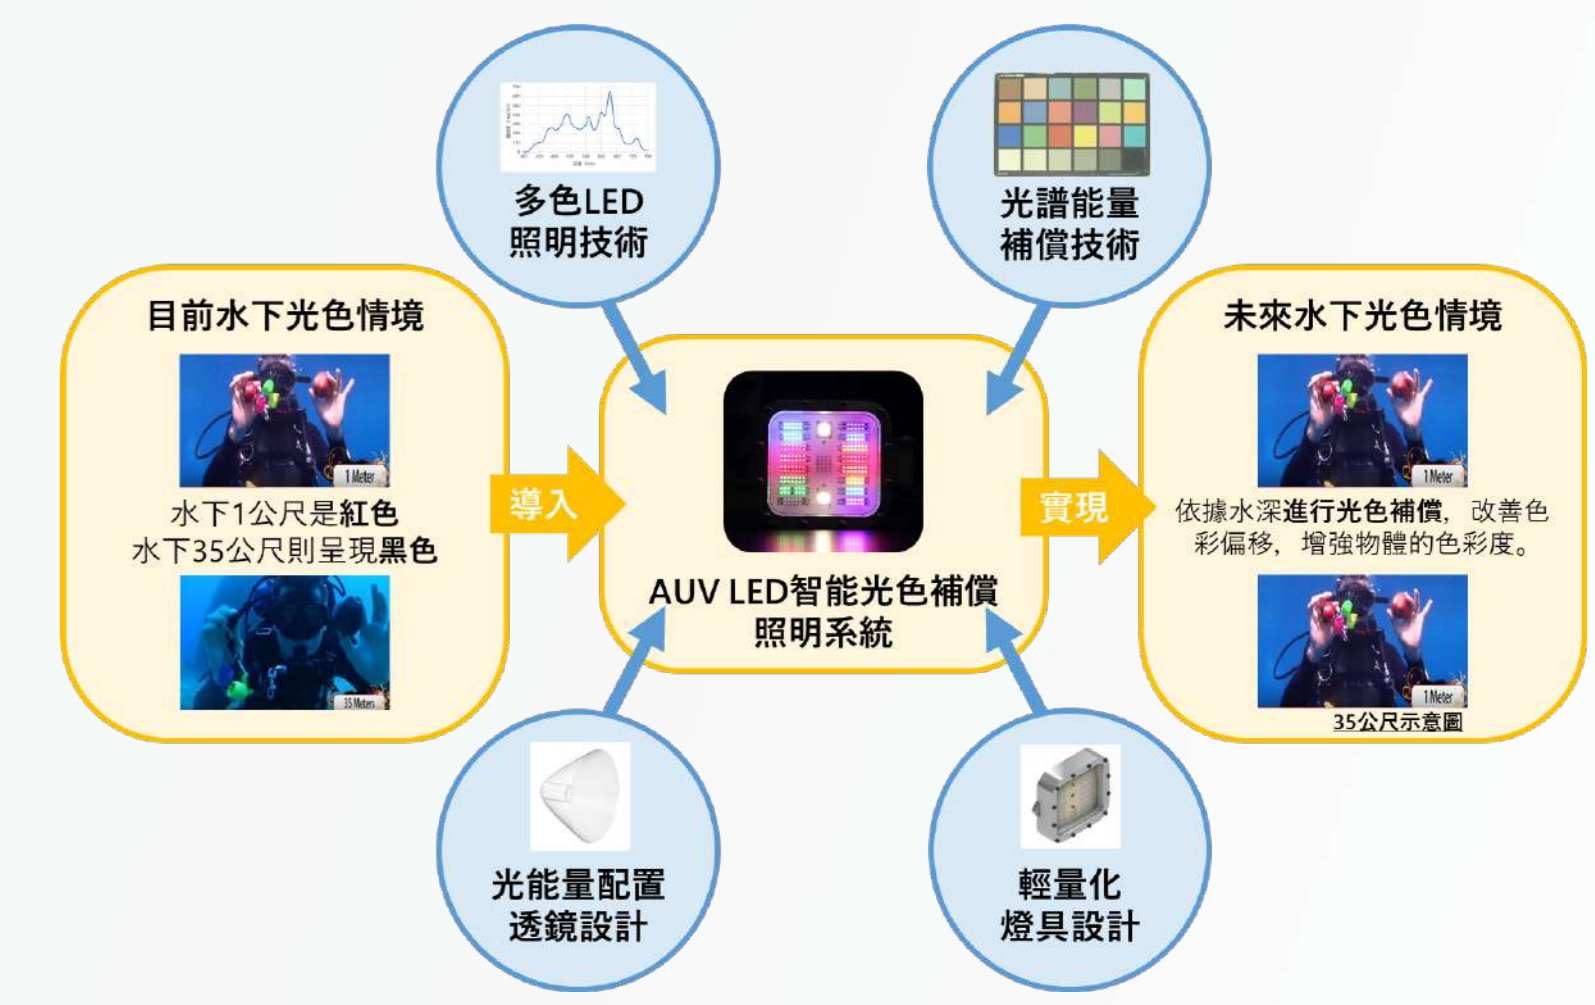 多色LED
照明技術
光譜能量
補償技術
目前水下光色情境
1 Meter
水下1公尺是紅色
水下35公尺則呈現黑色
35 Meters
導入
AUV LED智能光色補償
照明系統
實現
未來水下光色情境
1 Meter
依據水深進行光色補償，改善色
彩偏移，增強物體的色彩度。
1 Meter
35公尺示意圖
光能量配置
透鏡設計
輕量化
燈具設計